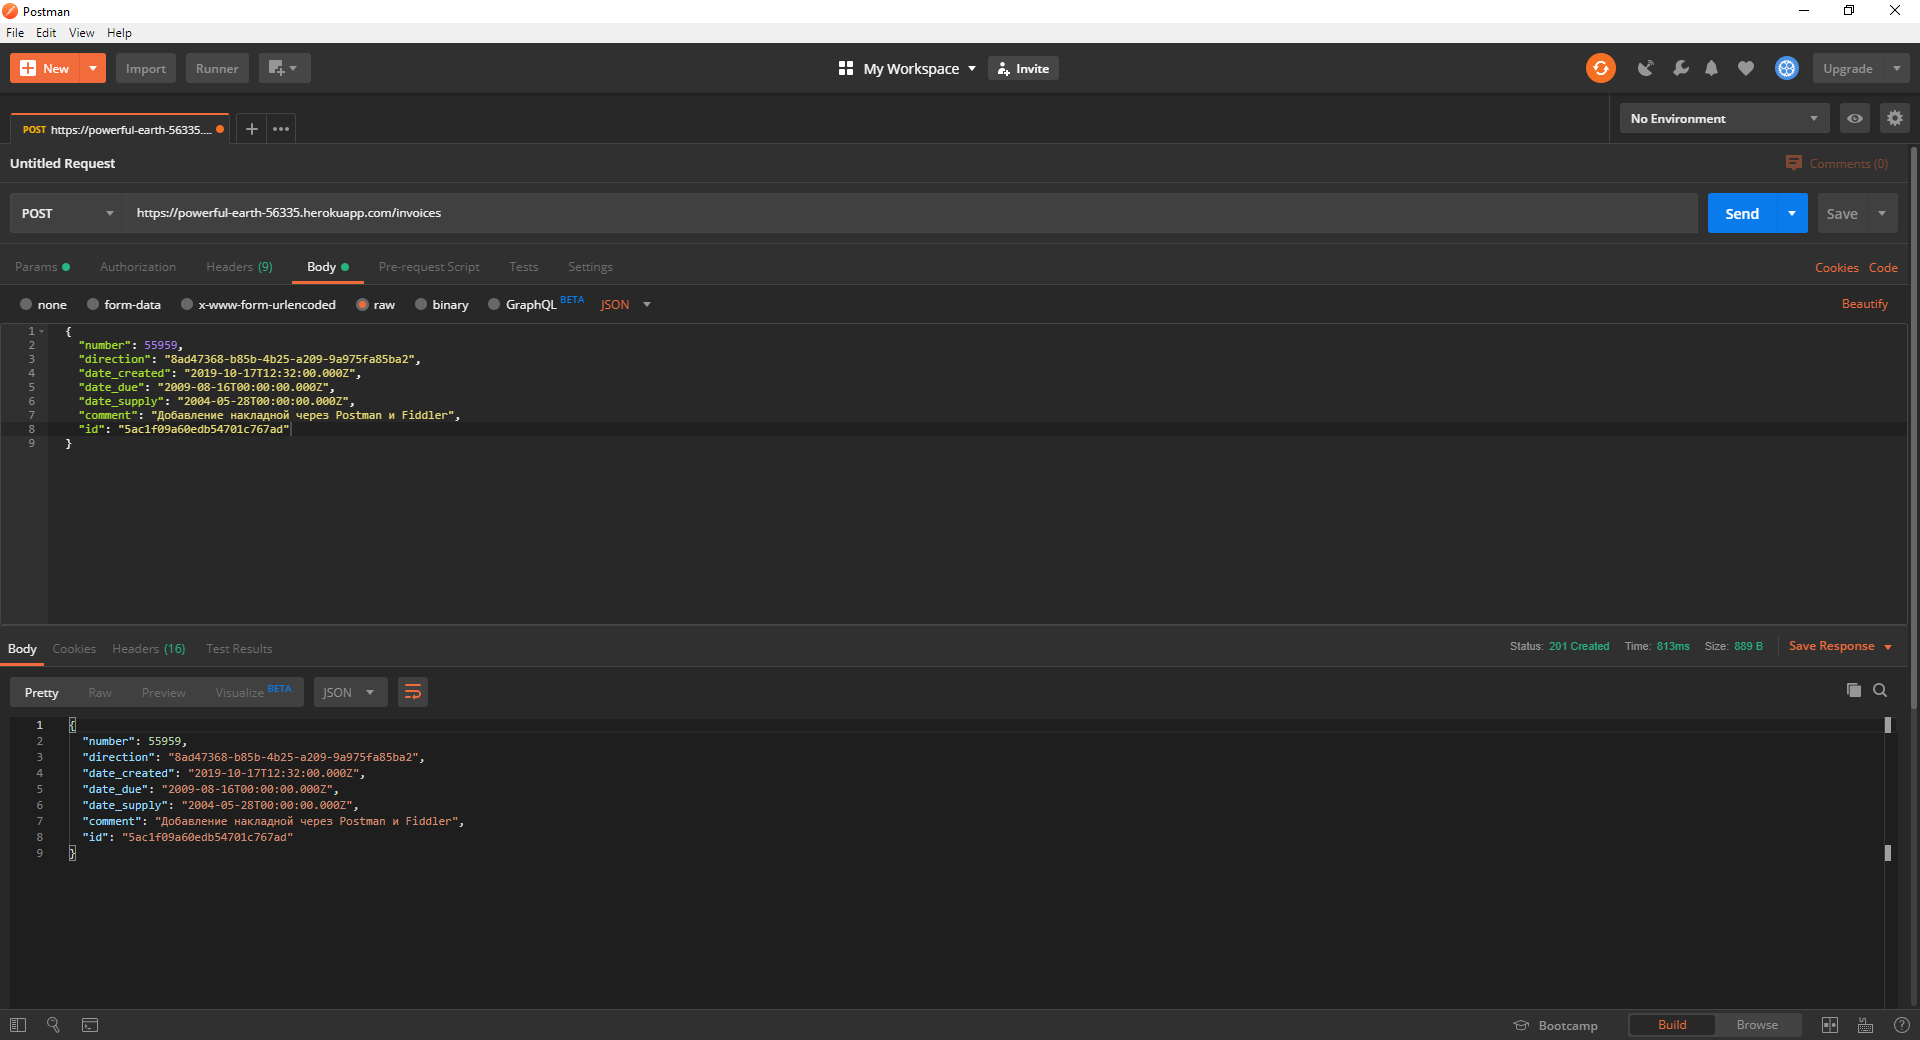 Postman
File Edit View Help
New Import Runner My Workspace Invite Upgrade
POST https://powerful-earth-56335.... No Environment
Untitled Request Comments (0)
POST https://powerful-earth-56335.herokuapp.com/invoices Send Save
Params Authorization Headers (9) Body Pre-request Script Tests Settings Cookies Code
none form-data x-www-form-urlencoded raw binary GraphQL BETA JSON Beautify
1 {
2 "number": 55959,
3 "direction": "8ad47368-b85b-4b25-a209-9a975fa85ba2",
4 "date_created": "2019-10-17T12:32:00.000Z",
5 "date_due": "2009-08-16T00:00:00.000Z",
6 "date_supply": "2004-05-28T00:00:00.000Z",
7 "comment": "Добавление накладной через Postman и Fiddler",
8 "id": "5ac1f09a60edb54701c767ad"
9 }
Body Cookies Headers (16) Test Results Status: 201 Created Time: 813ms Size: 889 B Save Response
Pretty Raw Preview Visualize BETA JSON
1 {
2 "number": 55959,
3 "direction": "8ad47368-b85b-4b25-a209-9a975fa85ba2",
4 "date_created": "2019-10-17T12:32:00.000Z",
5 "date_due": "2009-08-16T00:00:00.000Z",
6 "date_supply": "2004-05-28T00:00:00.000Z",
7 "comment": "Добавление накладной через Postman и Fiddler",
8 "id": "5ac1f09a60edb54701c767ad"
9 }
Bootcamp Build Browse